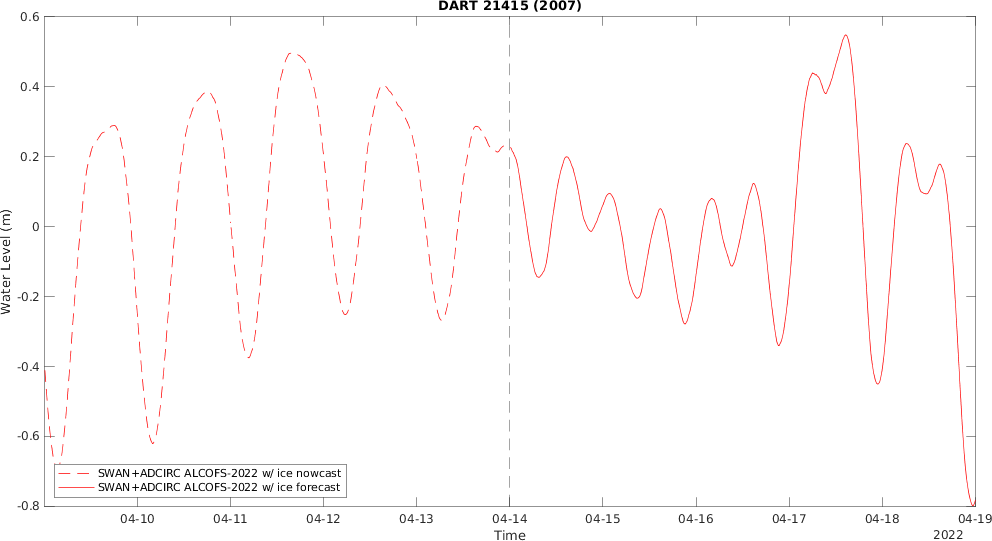 DART 21415 (2007)
0.6
0.4
0.2
0
-0.2
-0.4
-0.6
-0.8
Water Level (m)
SWAN+ADCIRC ALCOFS-2022 w/ ice nowcast
SWAN+ADCIRC ALCOFS-2022 w/ ice forecast
04-10 04-11 04-12 04-13 04-14 04-15 04-16 04-17 04-18 04-19
Time
2022